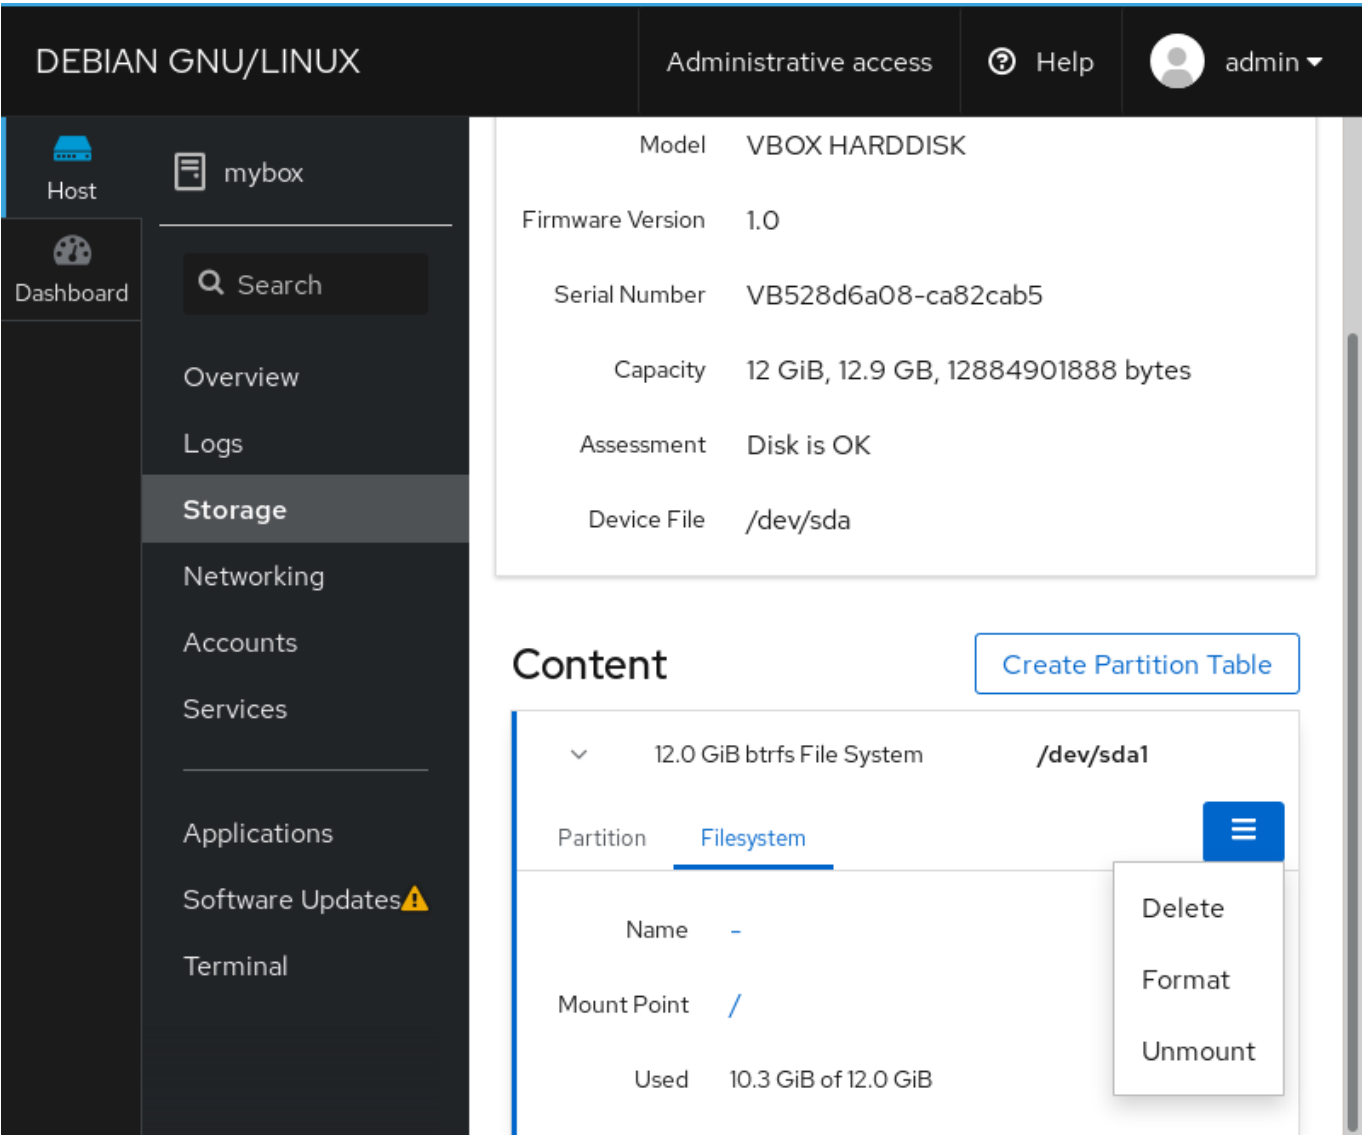 DEBIAN GNU/LINUX
Administrative access
Help
admin
Host
Dashboard
mybox
Search
Overview
Logs
Storage
Networking
Accounts
Services
Applications
Software Updates
Terminal
Model VBOX HARDDISK
Firmware Version 1.0
Serial Number VB528d6a08-ca82cab5
Capacity 12 GiB, 12.9 GB, 12884901888 bytes
Assessment Disk is OK
Device File /dev/sda
Content
Create Partition Table
12.0 GiB btrfs File System /dev/sda1
Partition Filesystem
Name -
Mount Point /
Used 10.3 GiB of 12.0 GiB
Delete
Format
Unmount